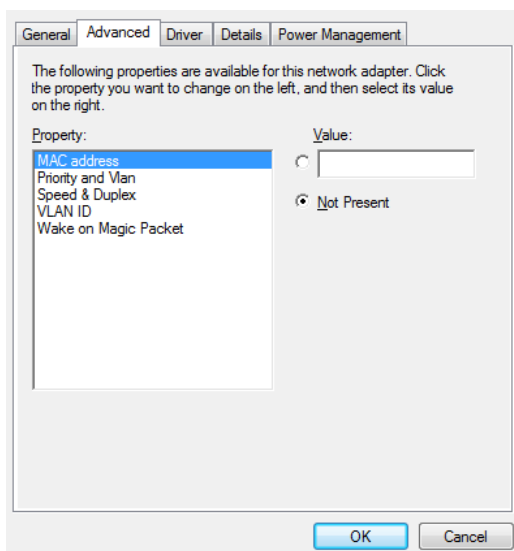 General Advanced Driver Details Power Management
The following properties are available for this network adapter. Click
the property you want to change on the left, and then select its value
on the right.
Property: Value:
MAC address
Priority and Vlan
Speed & Duplex
VLAN ID
Wake on Magic Packet
Not Present
OK Cancel